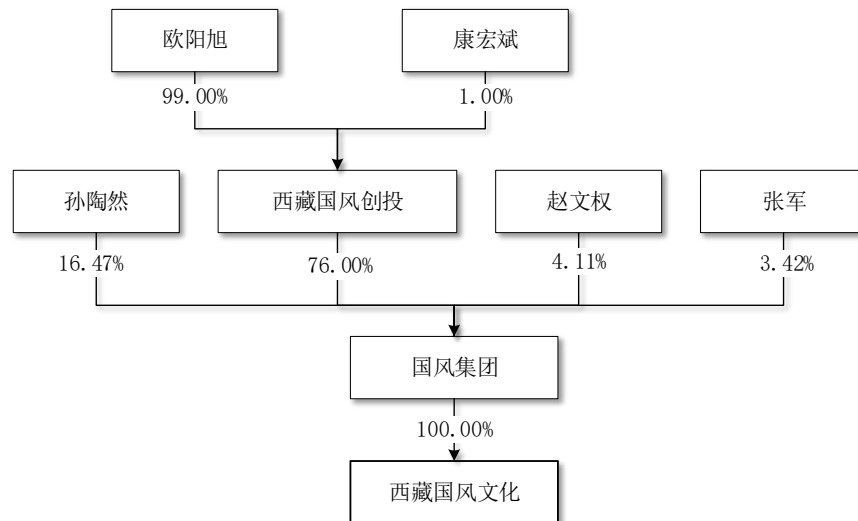 欧阳旭
康宏斌
99.00%
1.00%
孙陶然
西藏国风创投
赵文权
张军
16.47%
76.00%
4.11%
3.42%
国风集团
100.00%
西藏国风文化